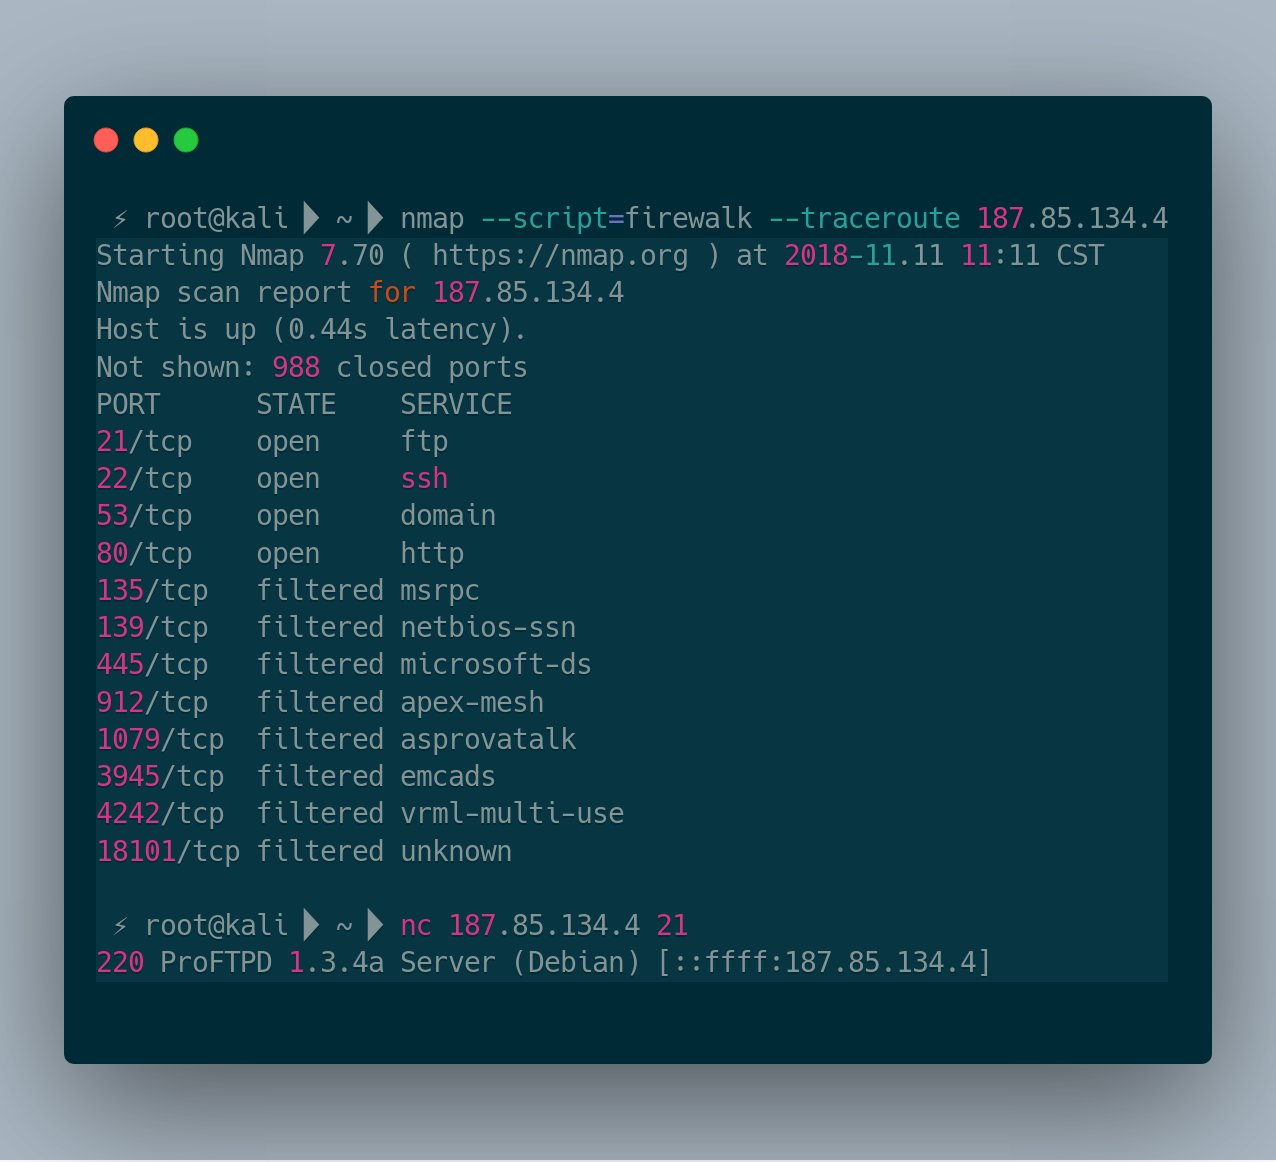 ⚡ root@kali ~ nmap --script=firewalk --traceroute 187.85.134.4
Starting Nmap 7.70 ( https://nmap.org ) at 2018-11.11 11:11 CST
Nmap scan report for 187.85.134.4
Host is up (0.44s latency).
Not shown: 988 closed ports
PORT      STATE    SERVICE
21/tcp    open     ftp
22/tcp    open     ssh
53/tcp    open     domain
80/tcp    open     http
135/tcp   filtered msrpc
139/tcp   filtered netbios-ssn
445/tcp   filtered microsoft-ds
912/tcp   filtered apex-mesh
1079/tcp  filtered asprovatalk
3945/tcp  filtered emcads
4242/tcp  filtered vrml-multi-use
18101/tcp filtered unknown
⚡ root@kali ~ nc 187.85.134.4 21
220 ProFTPD 1.3.4a Server (Debian) [::ffff:187.85.134.4]